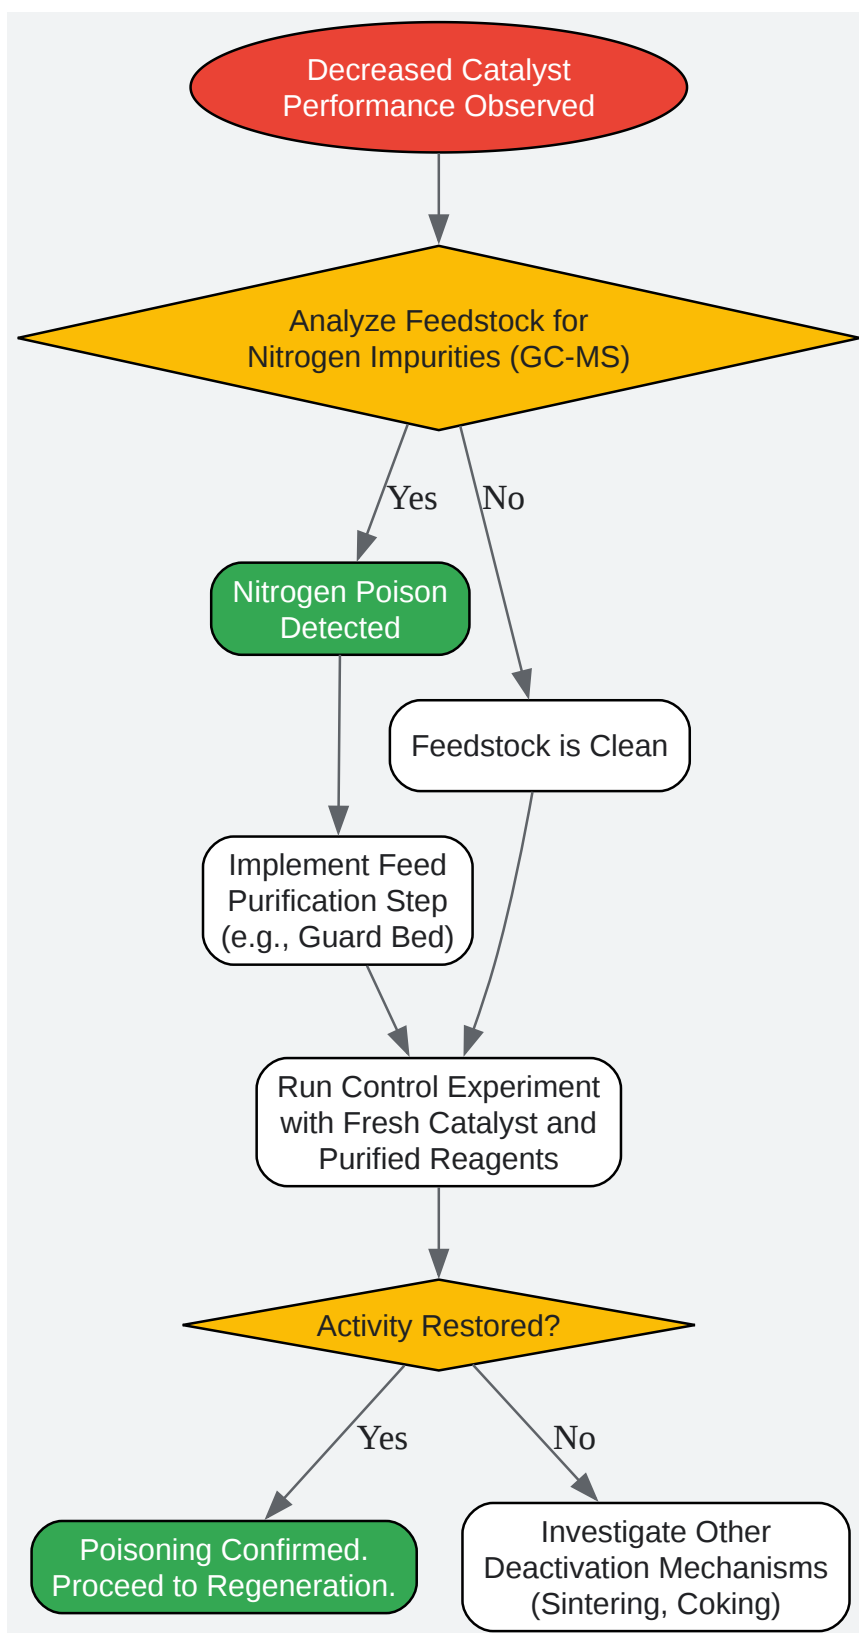 Decreased Catalyst
Performance Observed
Analyze Feedstock for
Nitrogen Impurities (GC-MS)
Yes
No
Nitrogen Poison
Detected
Feedstock is Clean
Implement Feed
Purification Step
(e.g., Guard Bed)
Run Control Experiment
with Fresh Catalyst and
Purified Reagents
Activity Restored?
Yes
No
Poisoning Confirmed.
Proceed to Regeneration.
Investigate Other
Deactivation Mechanisms
(Sintering, Coking)